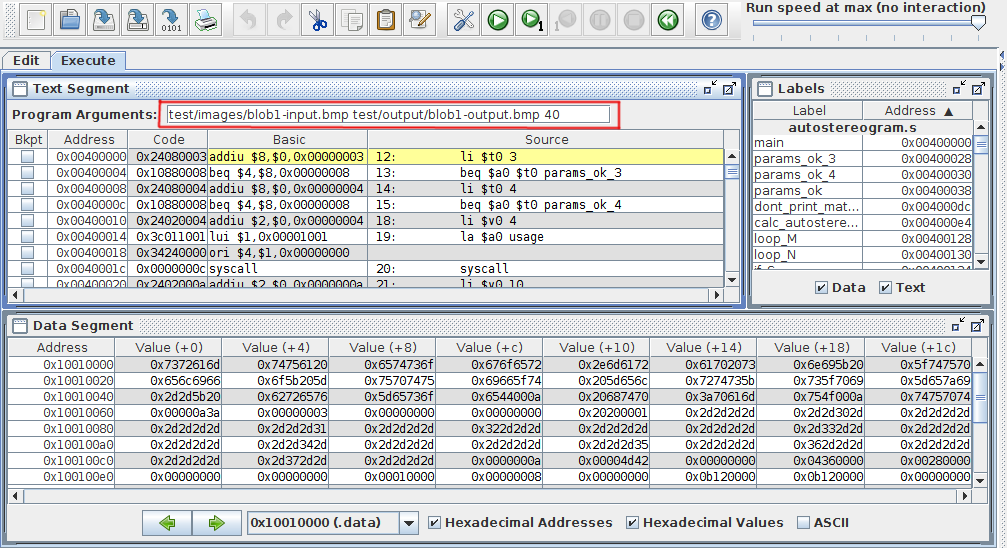 Run speed at max (no interaction)
0101
1
Edit Execute
Text Segment
Program Arguments: test/images/blob1-input.bmp test/output/blob1-output.bmp 40
Bkpt Address Code Basic Source
0x00400000 0x24080003 addiu $8,$0,0x00000003 12: li $t0 3
0x00400004 0x10880008 beq $4,$8,0x00000008 13: beq $a0 $t0 params_ok_3
0x00400008 0x24080004 addiu $8,$0,0x00000004 14: li $t0 4
0x0040000c 0x10880008 beq $4,$8,0x00000008 15: beq $a0 $t0 params_ok_4
0x00400010 0x24020004 addiu $2,$0,0x00000004 18: li $v0 4
0x00400014 0x3c011001 lui $1,0x00001001 19: la $a0 usage
0x00400018 0x34240000 ori $4,$1,0x00000000
0x0040001c 0x0000000c syscall 20: syscall
0x00400020 0x2402000a addiu $2,$0,0x0000000a 21: li $v0 10
Labels
Label Address ▲
autostereogram.s
main 0x00400000
params_ok_3 0x00400028
params_ok_4 0x00400030
params_ok 0x00400038
dont_print_mat... 0x004000dc
calc_autostere... 0x004000e4
loop_M 0x00400128
loop_N 0x00400130
Data Text
Data Segment
Address Value (+0) Value (+4) Value (+8) Value (+c) Value (+10) Value (+14) Value (+18) Value (+1c)
0x10010000 0x7372616d 0x74756120 0x6574736f 0x676f6572 0x2e6d6172 0x61702073 0x6e695b20 0x5f747570
0x10010020 0x656c6966 0x6f5b205d 0x75707475 0x69665f74 0x205d656c 0x7274735b 0x735f7069 0x5d657a69
0x10010040 0x2d2d5b20 0x62726576 0x5d65736f 0x6544000a 0x20687470 0x3a70616d 0x754f000a 0x74757074
0x10010060 0x00000a3a 0x00000003 0x00000000 0x00000000 0x20200001 0x2d2d2d2d 0x2d2d302d 0x2d2d2d2d
0x10010080 0x2d2d2d2d 0x2d2d2d31 0x2d2d2d2d 0x322d2d2d 0x2d2d2d2d 0x2d2d2d2d 0x2d332d2d 0x2d2d2d2d
0x100100a0 0x2d2d2d2d 0x2d2d342d 0x2d2d2d2d 0x2d2d2d2d 0x2d2d2d35 0x2d2d2d2d 0x362d2d2d 0x2d2d2d2d
0x100100c0 0x2d2d2d2d 0x2d372d2d 0x2d2d2d2d 0x0000000a 0x00004d42 0x00000000 0x04360000 0x00280000
0x100100e0 0x00000000 0x00000000 0x00010000 0x00000008 0x00000000 0x0b120000 0x0b120000 0x00000000
0x10010000 (.data) Hexadecimal Addresses Hexadecimal Values ASCII